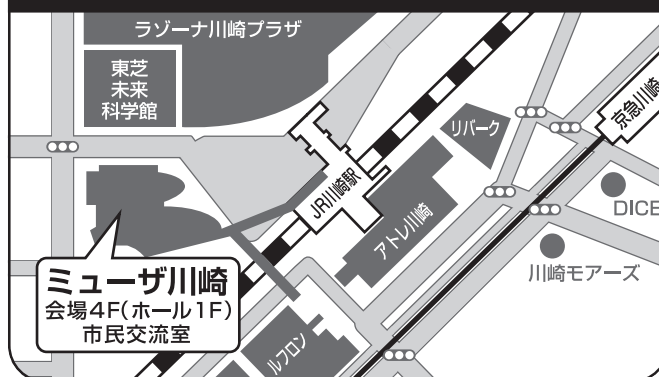 ラゾーナ川崎プラザ
東芝
未来
科学館
リバーク
京急川崎
JR川崎駅
アトレ川崎
DICE
川崎モアーズ
ミューザ川崎
会場4F(ホール1F)
市民交流室
ルフロン